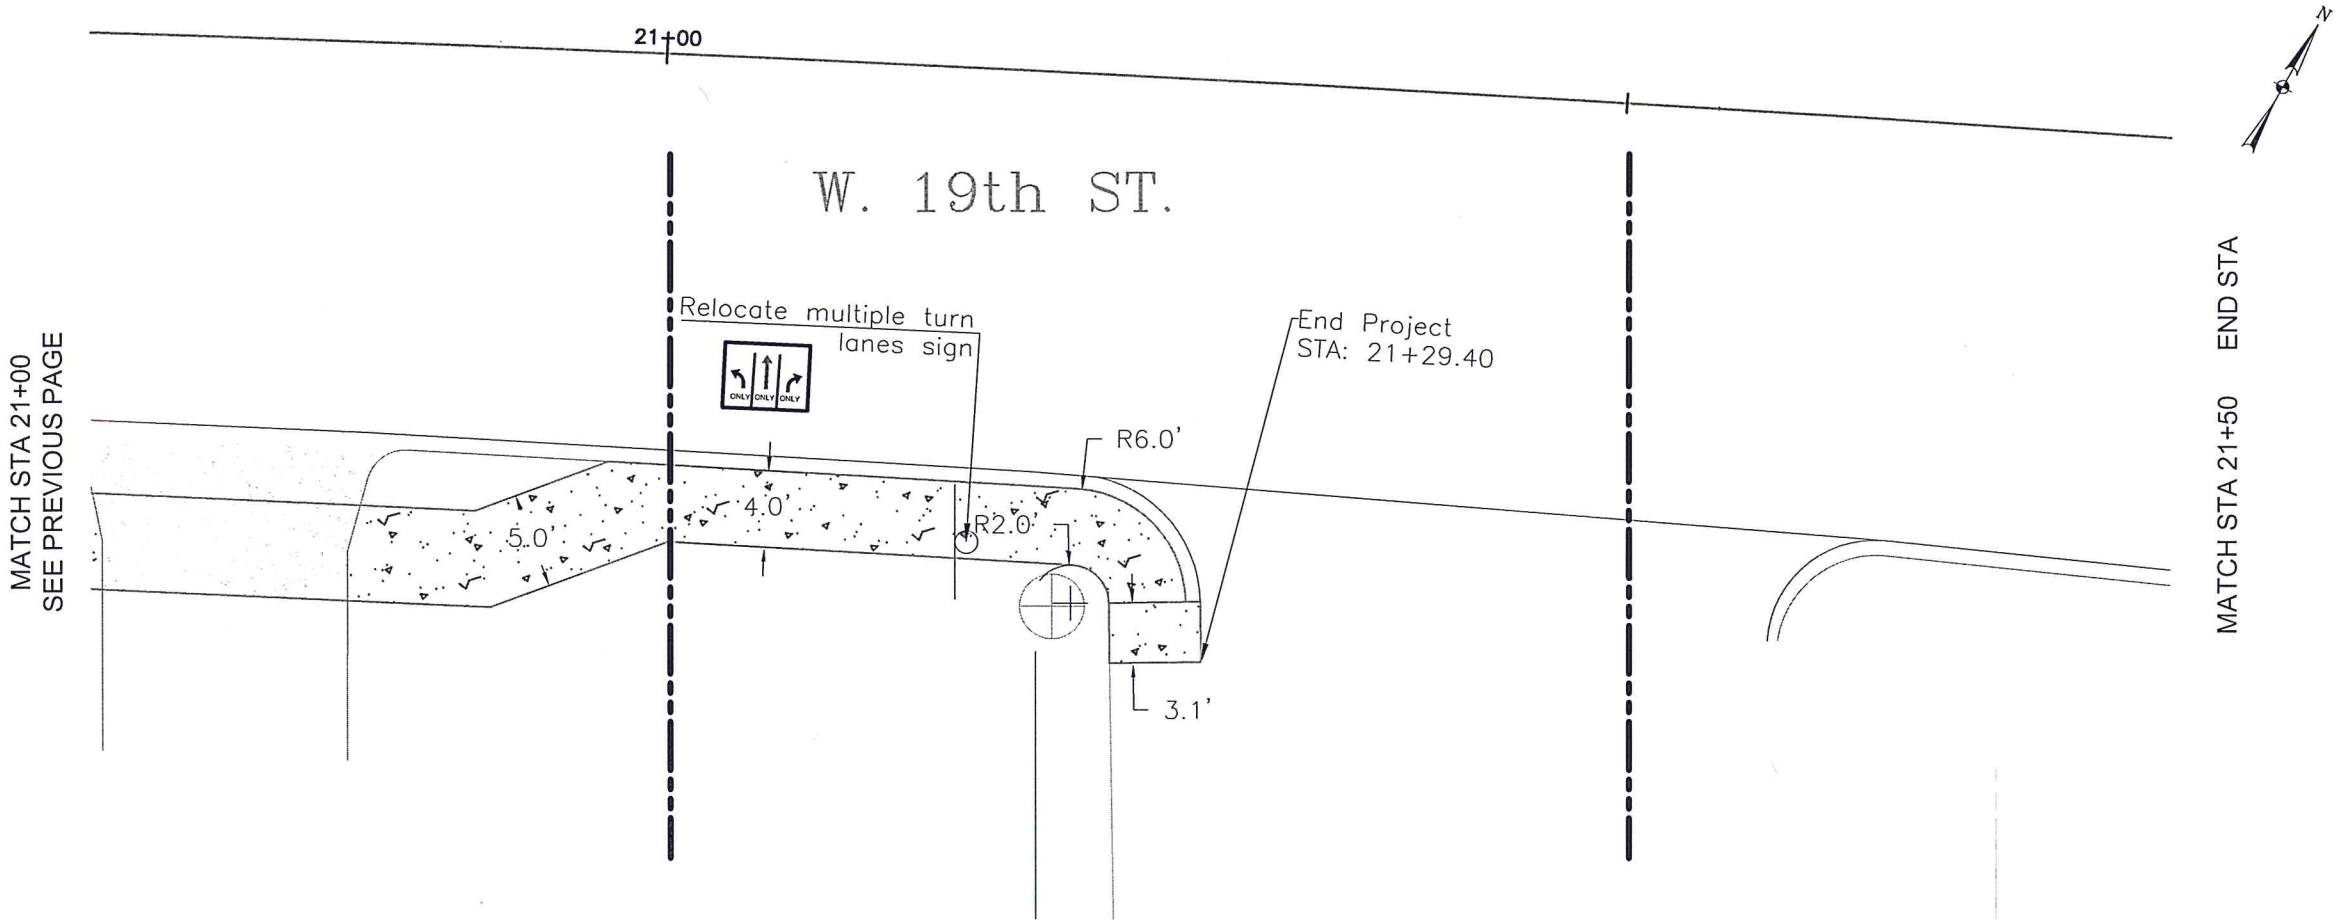 21+00
N
W. 19th ST.
MATCH STA 21+00
SEE PREVIOUS PAGE
Relocate multiple turn
lanes sign
ONLY ONLY ONLY
End Project
STA: 21+29.40
MATCH STA 21+50 END STA
R6.0'
4.0'
5.0'
R2.0'
3.1'